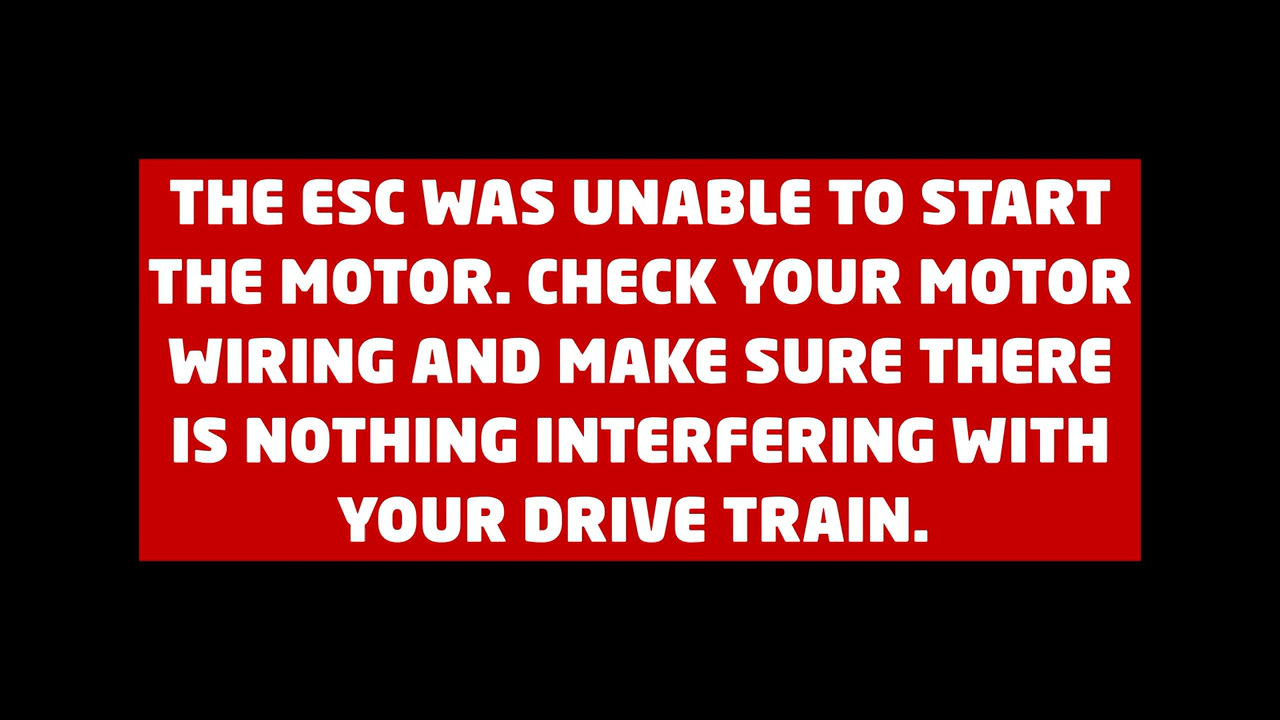 THE ESC WAS UNABLE TO START
THE MOTOR. CHECK YOUR MOTOR
WIRING AND MAKE SURE THERE
IS NOTHING INTERFERING WITH
YOUR DRIVE TRAIN.